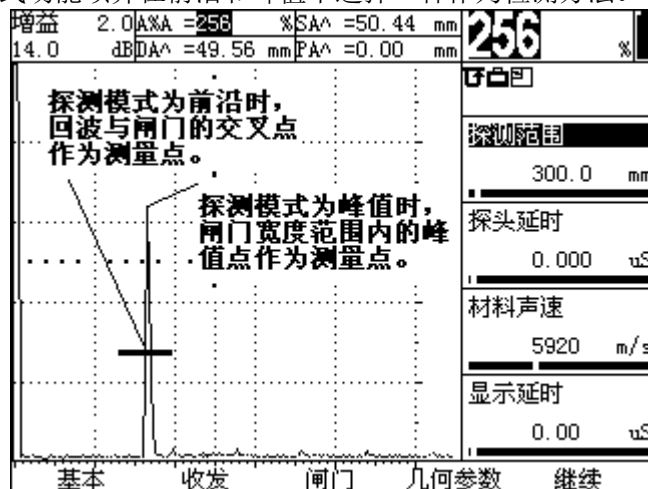 增益 2.0 A%A =256 % SA^ =50.44 mm 256 %
14.0 dB DA^ =49.56 mm PA^ =0.00 mm
探测模式为前沿时，
回波与闸门的交叉点
作为测量点。
探测模式为峰值时，
闸门宽度范围内的峰
值点作为测量点。
探测范围
300.0 mm
探头延时
0.000 uS
材料声速
5920 m/s
显示延时
0.00 uS
基本 收发 闸门 几何参数 继续